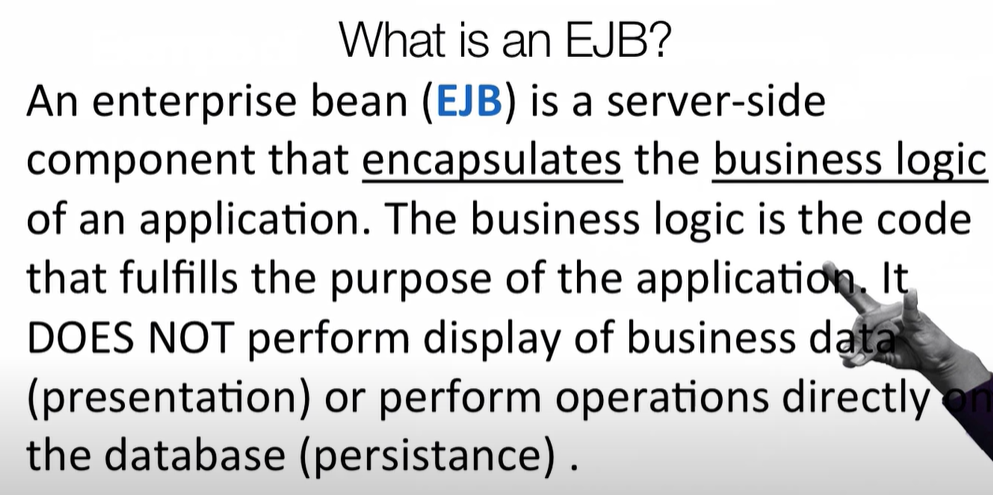 What is an EJB?
An enterprise bean (EJB) is a server-side
component that encapsulates the business logic
of an application. The business logic is the code
that fulfills the purpose of the application. It
DOES NOT perform display of business data
(presentation) or perform operations directly on
the database (persistance) .